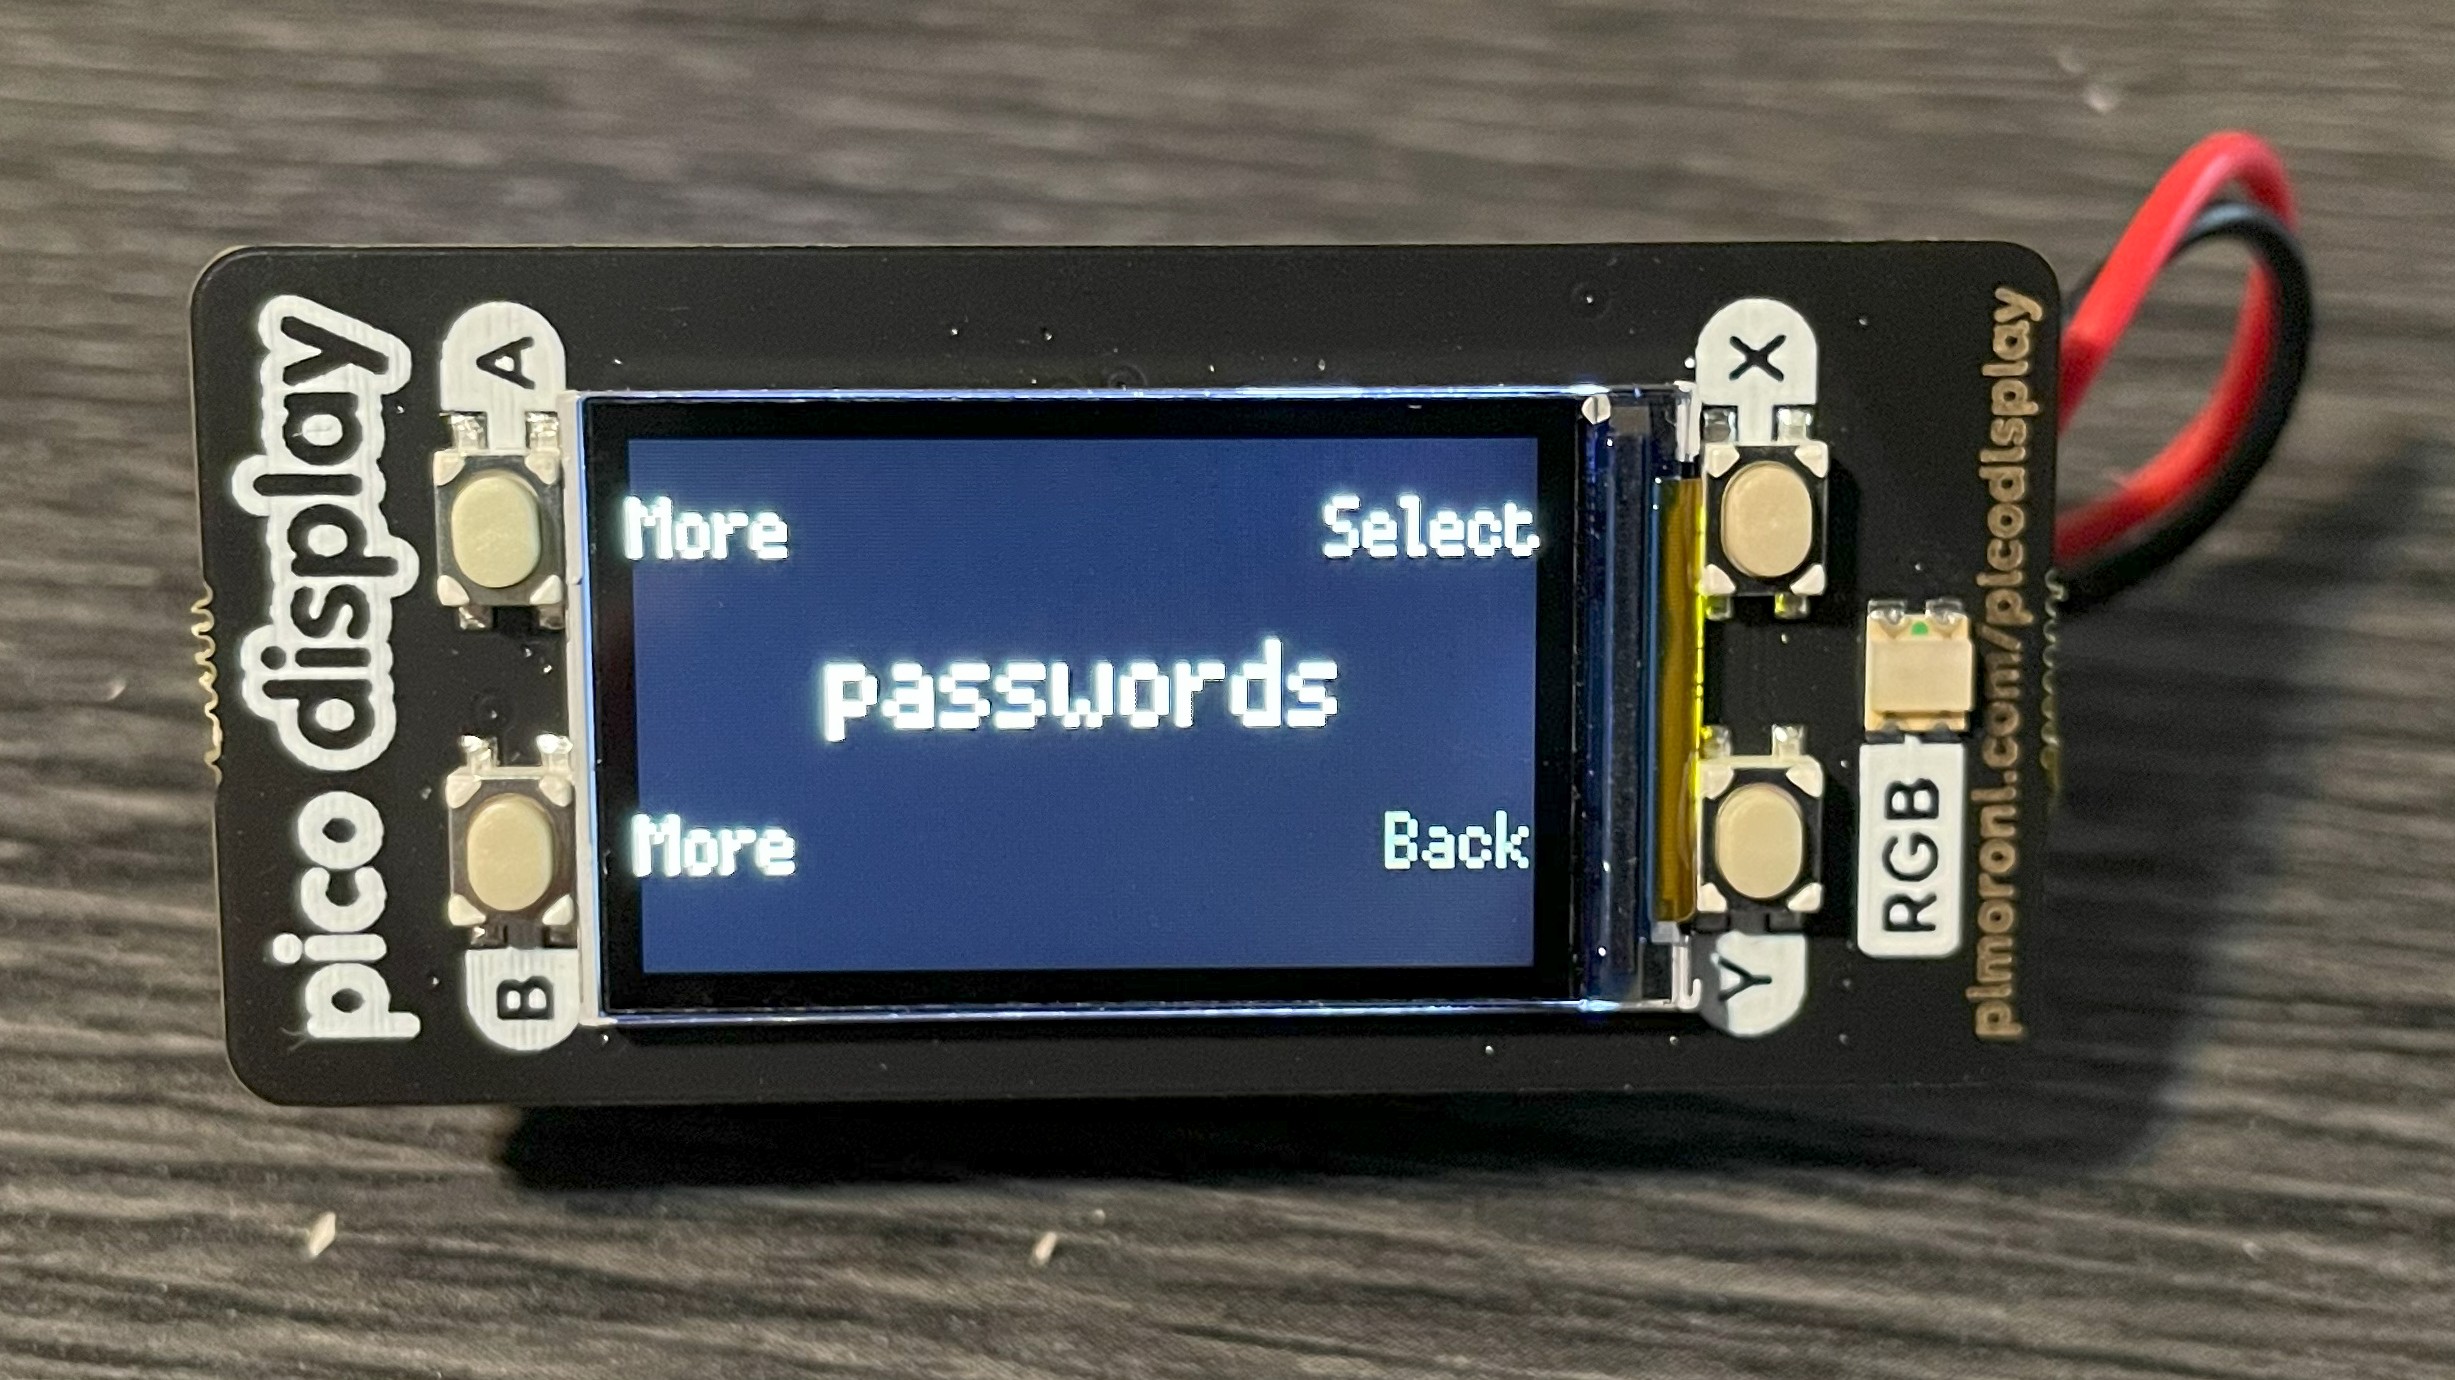 pico display
A
B
More
Select
passwords
More
Back
X
Y
RGB
pimoroni.com/picodisplay